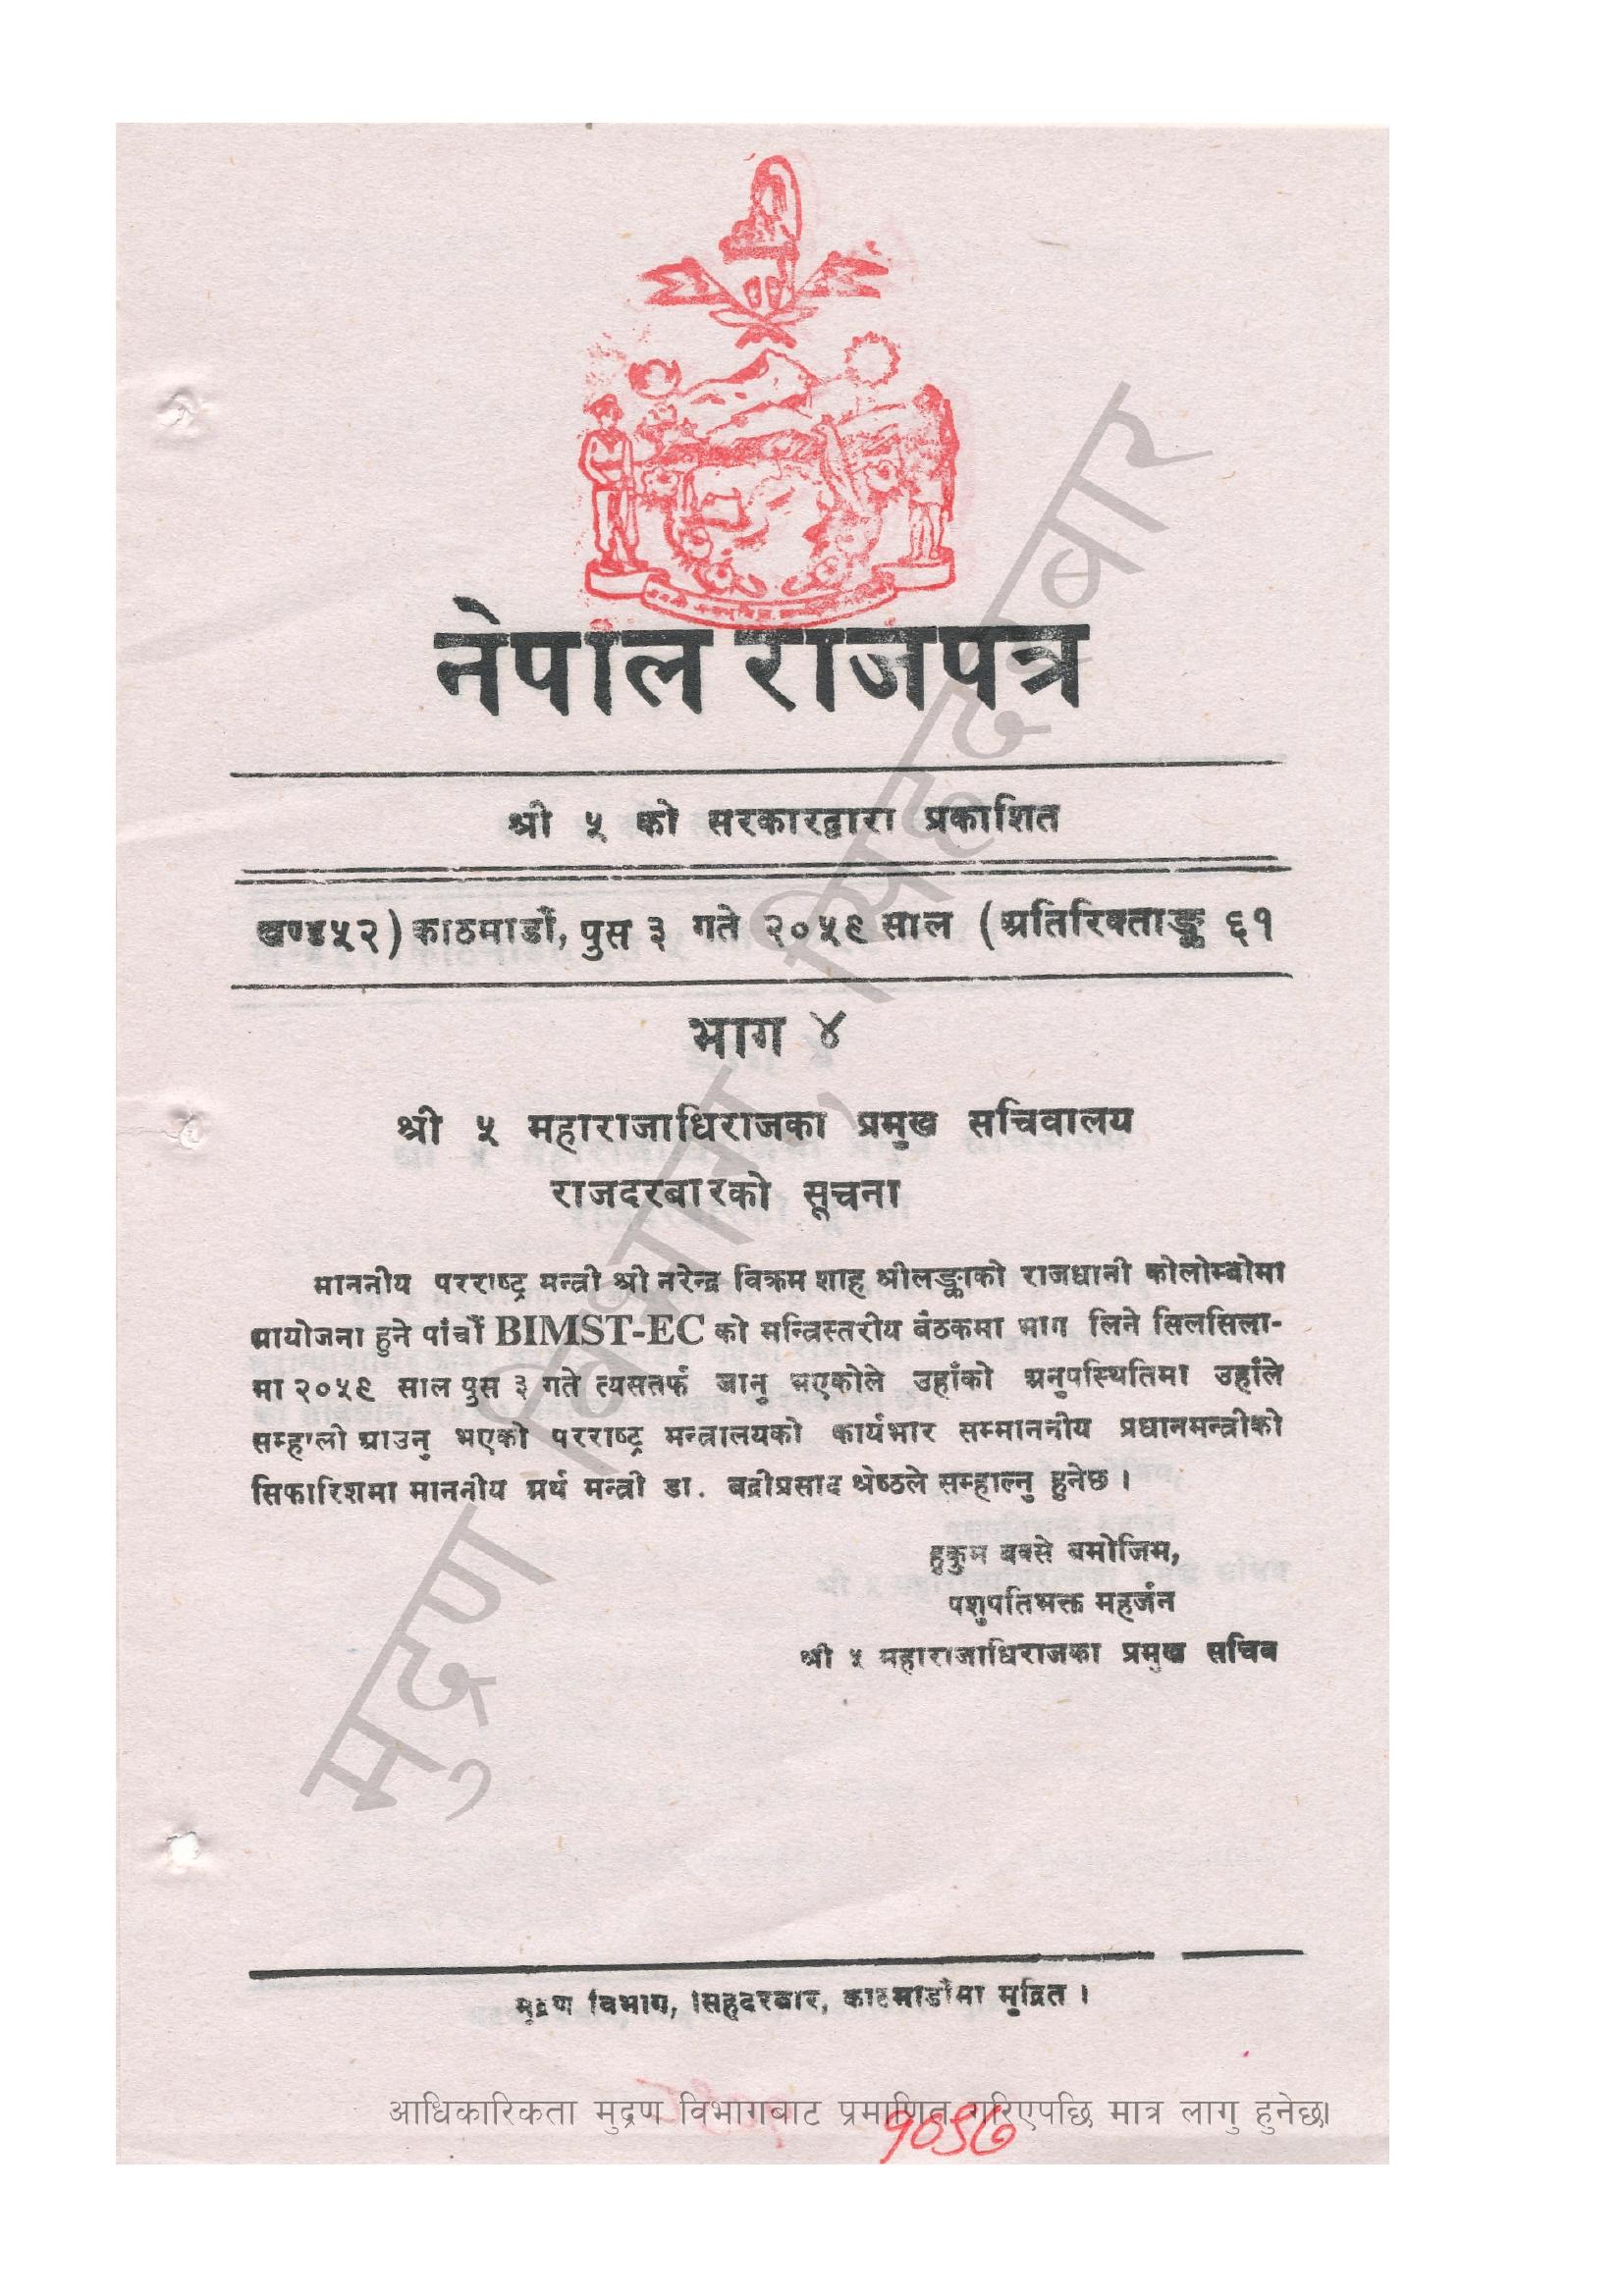 नेपाल राजपत्र
श्री ५ को सरकारद्वारा प्रकाशित
खण्ड ५२) काठमाडौं, पुस ३ गते २०५९ साल (अतिरिक्ताङ्क ६१
भाग ४
श्री ५ महाराजाधिराजका प्रमुख सचिवालय
राजदरबारको सूचना
माननीय परराष्ट्र मन्त्री श्री नरेन्द्र विक्रम शाह श्रीलङ्काको राजधानी कोलोम्बोमा
आयोजना हुने पांचौं BIMST-EC को मन्त्रिस्तरीय बैठकमा भाग लिने सिलसिला-
मा २०५९ साल पुस ३ गते त्यसतर्फ जानु भएकोले उहाँको अनुपस्थितिमा उहाँले
सम्हाली आउनु भएको परराष्ट्र मन्त्रालयको कार्यभार सम्माननीय प्रधानमन्त्रीको
सिफारिशमा माननीय अर्थ मन्त्री डा. बद्रीप्रसाद श्रेष्ठले सम्हाल्नु हुनेछ ।
हुकुम बक्से बमोजिम,
पशुपतिभक्त महर्जन
श्री ५ महाराजाधिराजका प्रमुख सचिव
मुद्रण विभाग, सिंहदरबार, काठमाडौंमा मुद्रित ।
आधिकारिकता मुद्रण विभागबाट प्रमाणित गरिएपछि मात्र लागु हुनेछ।
मुद्रण विभाग, सिंहदरबार